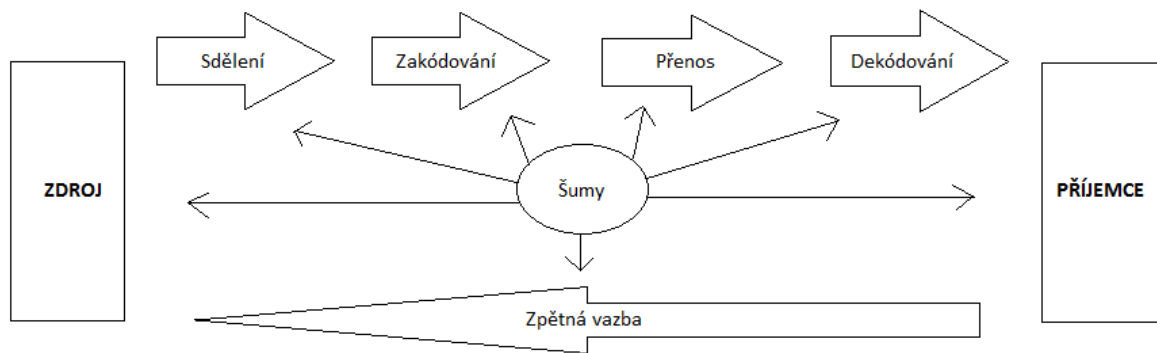 Sdělení
Zakódování
Přenos
Dekódování
ZDROJ
Šumy
PŘÍJEMCE
Zpětná vazba